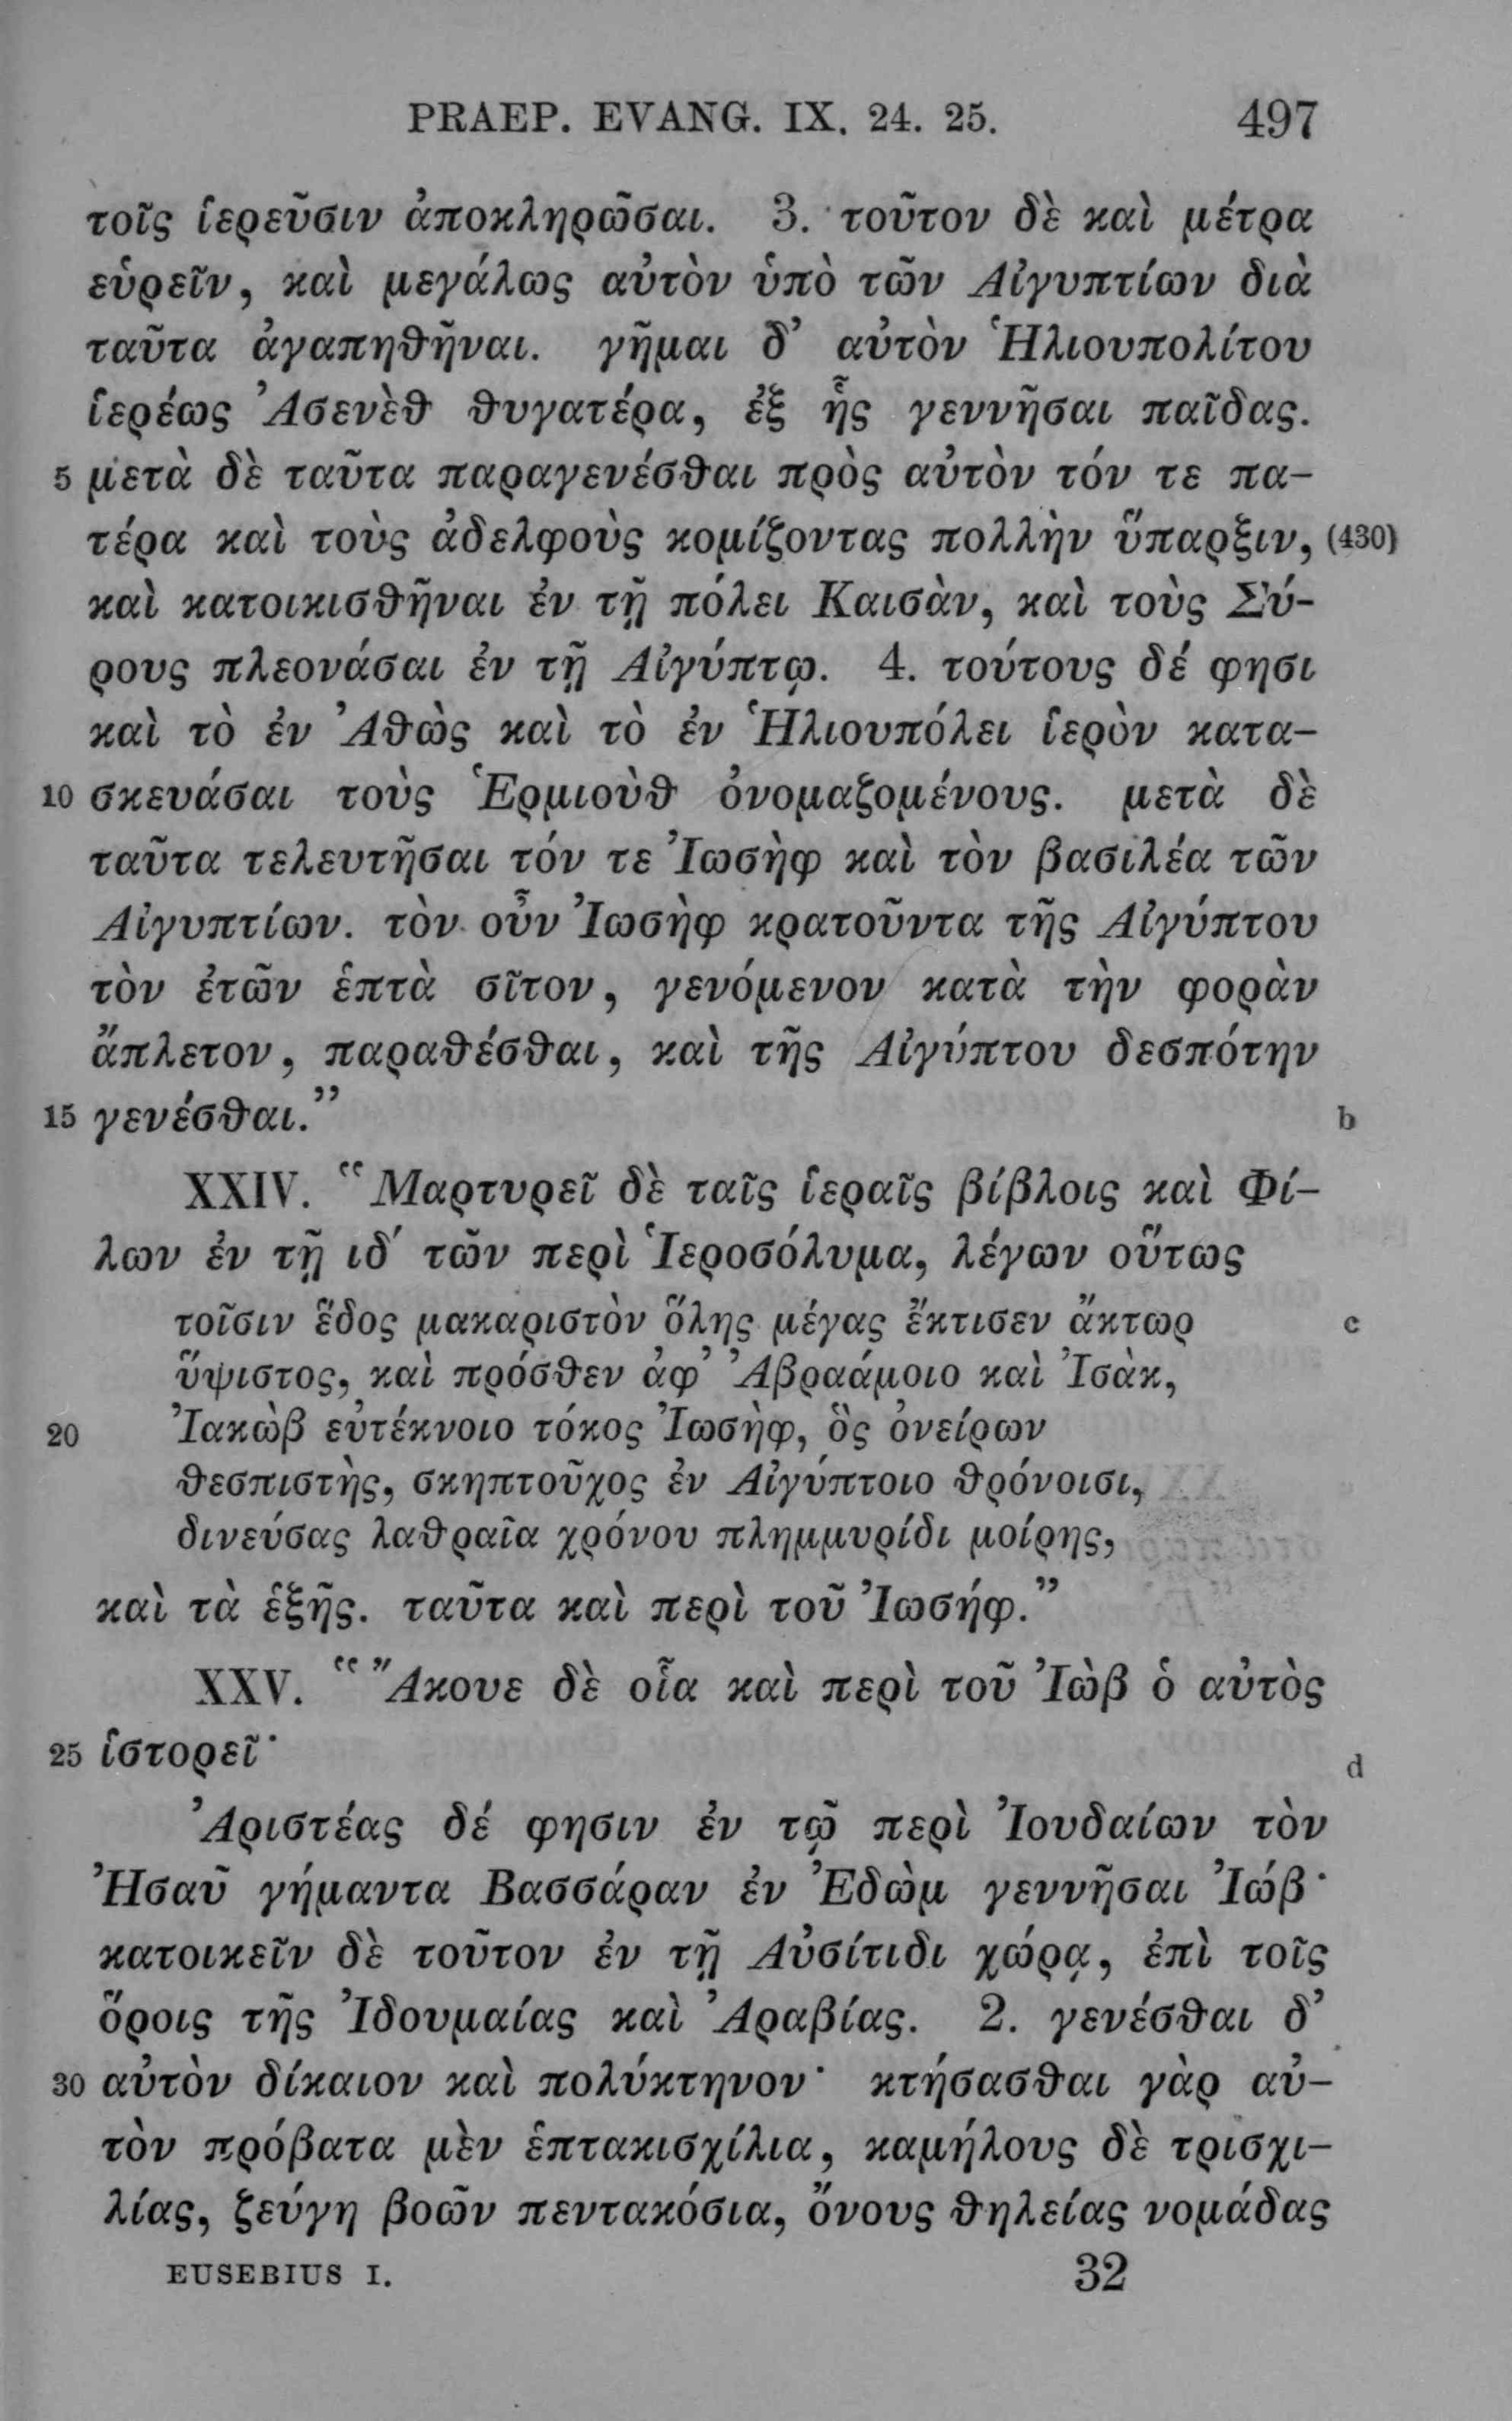 PRAEP. EVANG. IX. 24. 25. 497
τοῖς ἱερεῦσιν ἀποκληρῶσαι. 3. τοῦτον δὲ καὶ μέτρα
εὑρεῖν, καὶ μεγάλως αὐτὸν ὑπὸ τῶν Αἰγυπτίων διὰ
ταῦτα ἀγαπηθῆναι. γῆμαι δ’ αὐτὸν Ἡλιουπολίτου
ἱερέως Ἀσενὲθ θυγατέρα, ἐξ ἧς γεννῆσαι παῖδας.
5 μετὰ δὲ ταῦτα παραγενέσθαι πρὸς αὐτὸν τόν τε πα-
τέρα καὶ τοὺς ἀδελφοὺς κομίζοντας πολλὴν ὕπαρξιν, (430)
καὶ κατοικισθῆναι ἐν τῇ πόλει Καισὰν, καὶ τοὺς Σύ-
ρους πλεονάσαι ἐν τῇ Αἰγύπτῳ. 4. τούτους δέ φησι
καὶ τὸ ἐν Ἀθὼς καὶ τὸ ἐν Ἡλιουπόλει ἱερὸν κατα-
10 σκευάσαι τοὺς Ἑρμιοὺθ ὀνομαζομένους. μετὰ δὲ
ταῦτα τελευτῆσαι τόν τε Ἰωσὴφ καὶ τὸν βασιλέα τῶν
Αἰγυπτίων. τὸν οὖν Ἰωσὴφ κρατοῦντα τῆς Αἰγύπτου
τὸν ἐτῶν ἑπτὰ σῖτον, γενόμενον κατὰ τὴν φορὰν
ἄπλετον, παραθέσθαι, καὶ τῆς Αἰγύπτου δεσπότην
15 γενέσθαι.” b
XXIV. “Μαρτυρεῖ δὲ ταῖς ἱεραῖς βίβλοις καὶ Φί-
λων ἐν τῇ ιδ΄ τῶν περὶ Ἱεροσόλυμα, λέγων οὕτως
τοῖσιν ἕδος μακαριστὸν ὅλης μέγας ἔκτισεν ἄκτωρ c
ὕψιστος, καὶ πρόσθεν ἀφ’ Ἀβραάμοιο καὶ Ἰσὰκ,
20 Ἰακὼβ εὐτέκνοιο τόκος Ἰωσὴφ, ὃς ὀνείρων
θεσπιστὴς, σκηπτοῦχος ἐν Αἰγύπτοιο θρόνοισι,
δινεύσας λαθραῖα χρόνου πλημμυρίδι μοίρης,
καὶ τὰ ἑξῆς. ταῦτα καὶ περὶ τοῦ Ἰωσήφ.”
XXV. “Ἄκουε δὲ οἷα καὶ περὶ τοῦ Ἰὼβ ὁ αὐτὸς
25 ἱστορεῖ· d
Ἀριστέας δέ φησιν ἐν τῷ περὶ Ἰουδαίων τὸν
Ἠσαῦ γήμαντα Βασσάραν ἐν Ἐδὼμ γεννῆσαι Ἰώβ·
κατοικεῖν δὲ τοῦτον ἐν τῇ Αὐσίτιδι χώρᾳ, ἐπὶ τοῖς
ὅροις τῆς Ἰδουμαίας καὶ Ἀραβίας. 2. γενέσθαι δ’
30 αὐτὸν δίκαιον καὶ πολύκτηνον· κτήσασθαι γὰρ αὐ-
τὸν πρόβατα μὲν ἑπτακισχίλια, καμήλους δὲ τρισχι-
λίας, ζεύγη βοῶν πεντακόσια, ὄνους θηλείας νομάδας
EUSEBIUS I. 32